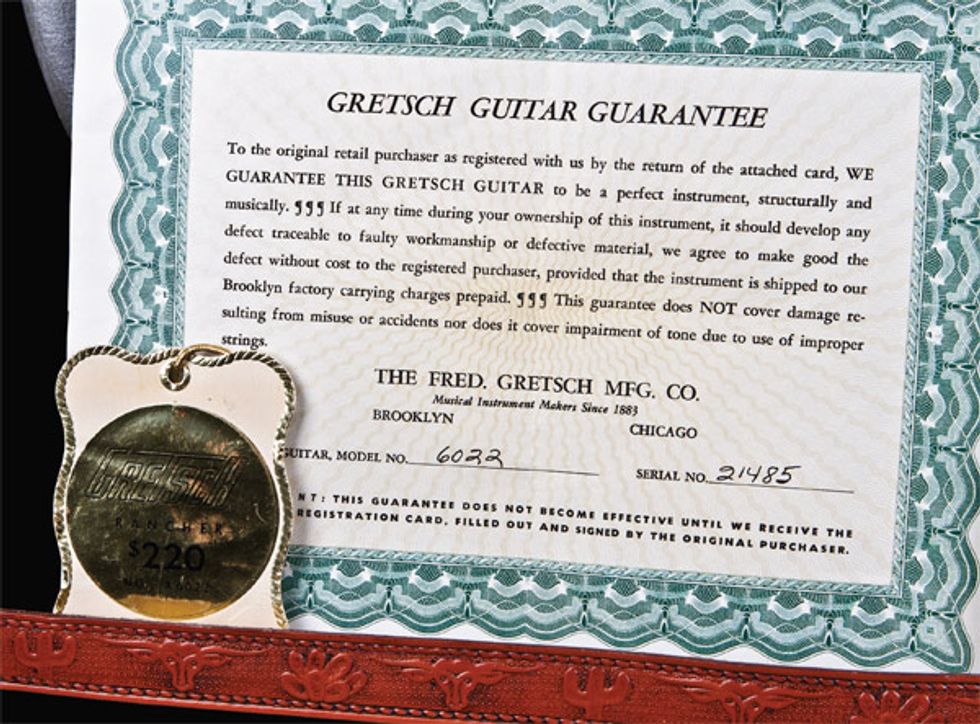 GRETSCH GUITAR GUARANTEE
To the original retail purchaser as registered with us by the return of the attached card, WE
GUARANTEE THIS GRETSCH GUITAR to be a perfect instrument, structurally and
musically. ¶¶¶ If at any time during your ownership of this instrument, it should develop any
defect traceable to faulty workmanship or defective material, we agree to make good the
defect without cost to the registered purchaser, provided that the instrument is shipped to our
Brooklyn factory carrying charges prepaid. ¶¶¶ This guarantee does NOT cover damage re-
sulting from misuse or accidents nor does it cover impairment of tone due to use of improper
strings.
THE FRED. GRETSCH MFG. CO.
Musical Instrument Makers Since 1883
BROOKLYN
CHICAGO
GUITAR, MODEL NO. 6022
SERIAL NO. 21485
NT: THIS GUARANTEE DOES NOT BECOME EFFECTIVE UNTIL WE RECEIVE THE
REGISTRATION CARD, FILLED OUT AND SIGNED BY THE ORIGINAL PURCHASER.
GRETSCH
RANCHER
$220